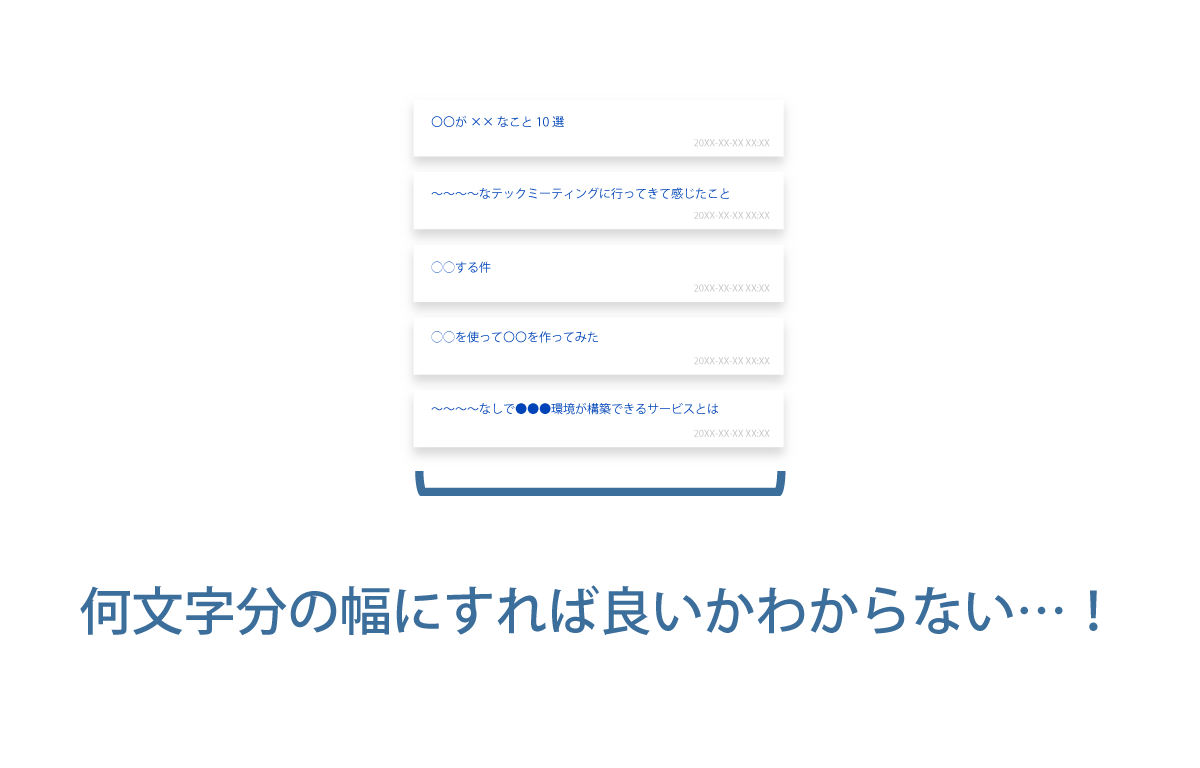 〇〇が ×× なこと 10 選
20XX-XX-XX XX:XX
～～～～なテックミーティングに行ってきて感じたこと
20XX-XX-XX XX:XX
◯◯する件
20XX-XX-XX XX:XX
◯◯を使って〇〇を作ってみた
20XX-XX-XX XX:XX
～～～～なしで●●●環境が構築できるサービスとは
20XX-XX-XX XX:XX
何文字分の幅にすれば良いかわからない…！